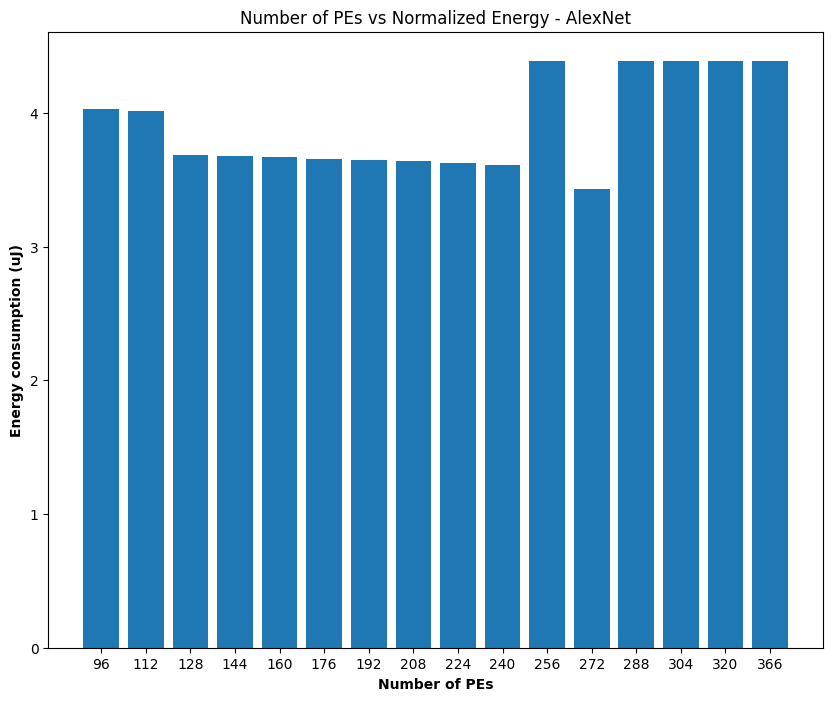 Number of PEs vs Normalized Energy - AlexNet
Energy consumption (uJ)
4
3
2
1
0
96 112 128 144 160 176 192 208 224 240 256 272 288 304 320 366
Number of PEs